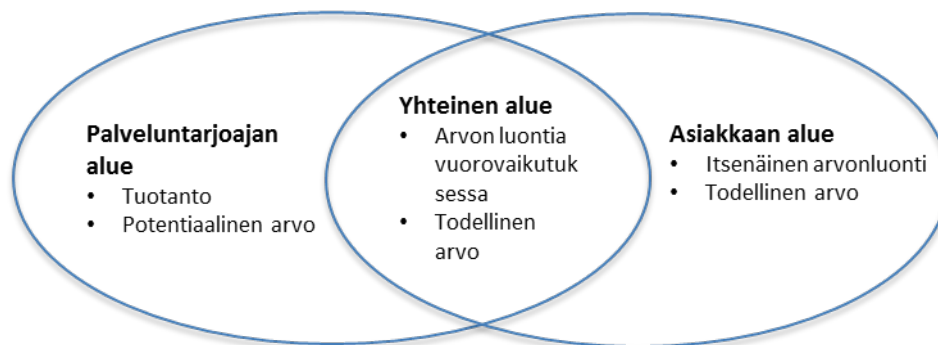 Palveluntarjoajan
alue
• Tuotanto
• Potentiaalinen arvo
Yhteinen alue
• Arvon luontia
vuorovaikutuk
sessa
• Todellinen
arvo
Asiakkaan alue
• Itsenäinen arvonluonti
• Todellinen arvo